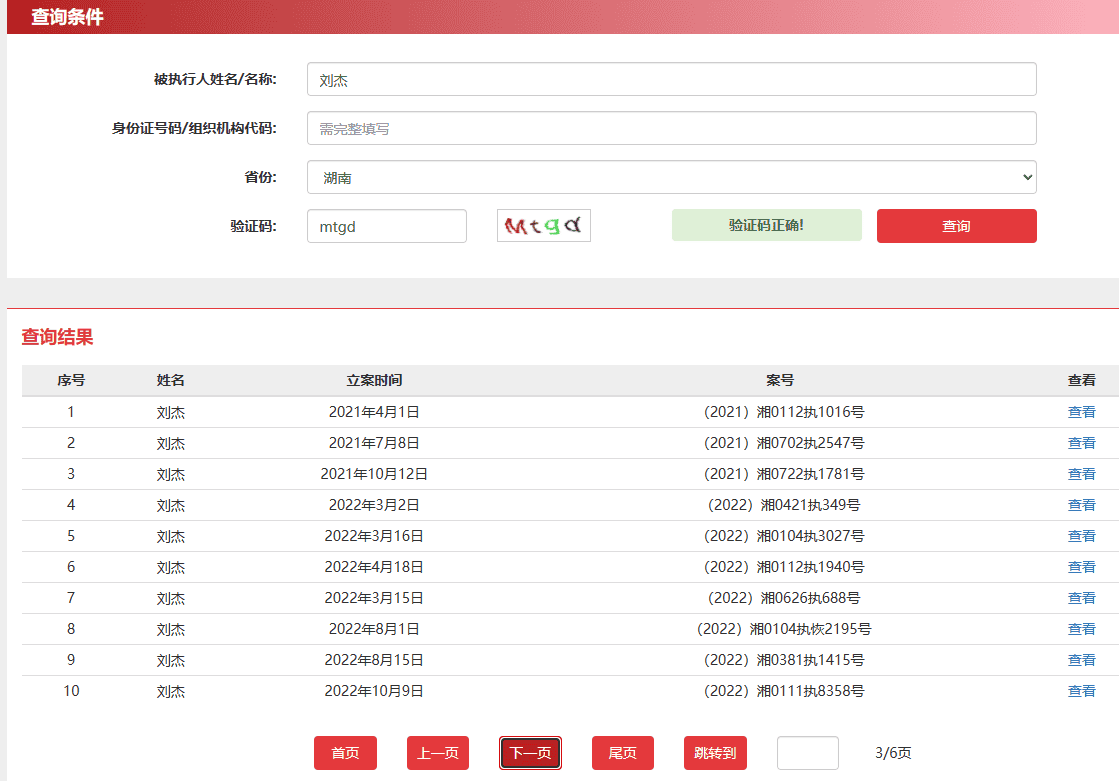 查询条件
被执行人姓名/名称: 刘杰
身份证号码/组织机构代码: 需完整填写
省份: 湖南
验证码: mtgd Mtgd 验证码正确! 查询
查询结果
序号 姓名 立案时间 案号 查看
1 刘杰 2021年4月1日 （2021）湘0112执1016号 查看
2 刘杰 2021年7月8日 （2021）湘0702执2547号 查看
3 刘杰 2021年10月12日 （2021）湘0722执1781号 查看
4 刘杰 2022年3月2日 （2022）湘0421执349号 查看
5 刘杰 2022年3月16日 （2022）湘0104执3027号 查看
6 刘杰 2022年4月18日 （2022）湘0112执1940号 查看
7 刘杰 2022年3月15日 （2022）湘0626执688号 查看
8 刘杰 2022年8月1日 （2022）湘0104执恢2195号 查看
9 刘杰 2022年8月15日 （2022）湘0381执1415号 查看
10 刘杰 2022年10月9日 （2022）湘0111执8358号 查看
首页 上一页 下一页 尾页 跳转到 3/6页